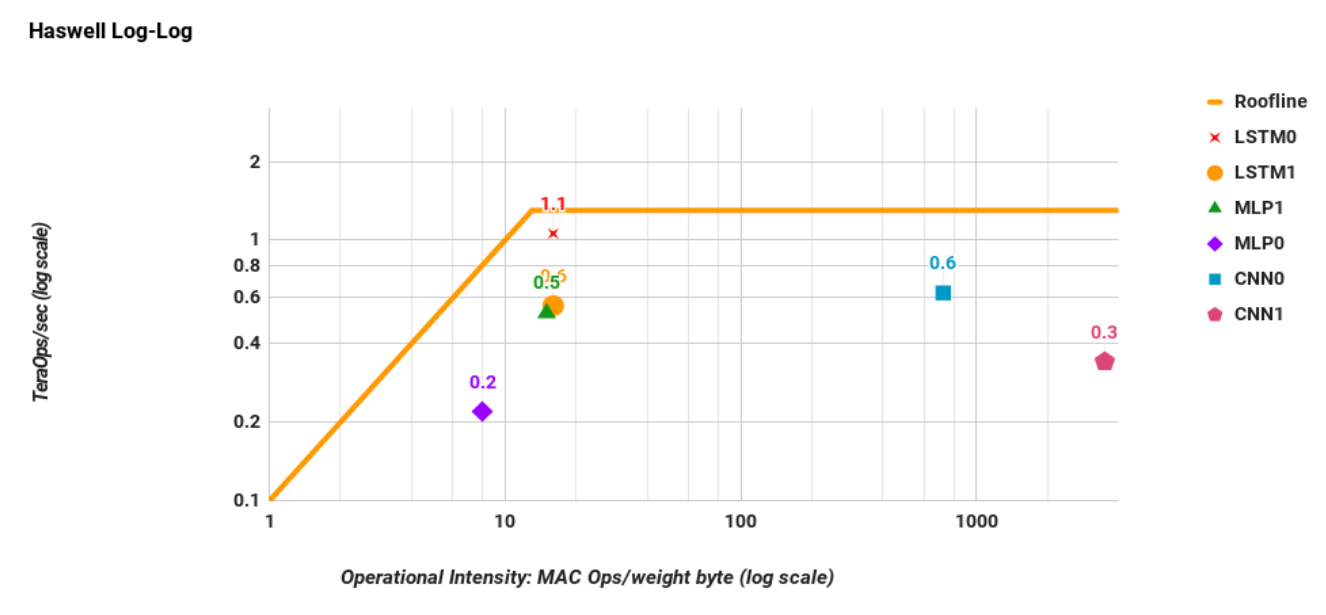 Haswell Log-Log
TeraOps/sec (log scale)
2
1
0.8
0.6
0.4
0.2
0.1
1
10
100
1000
Operational Intensity: MAC Ops/weight byte (log scale)
1.1
0.6
0.5
0.2
0.6
0.3
Roofline
LSTM0
LSTM1
MLP1
MLP0
CNN0
CNN1